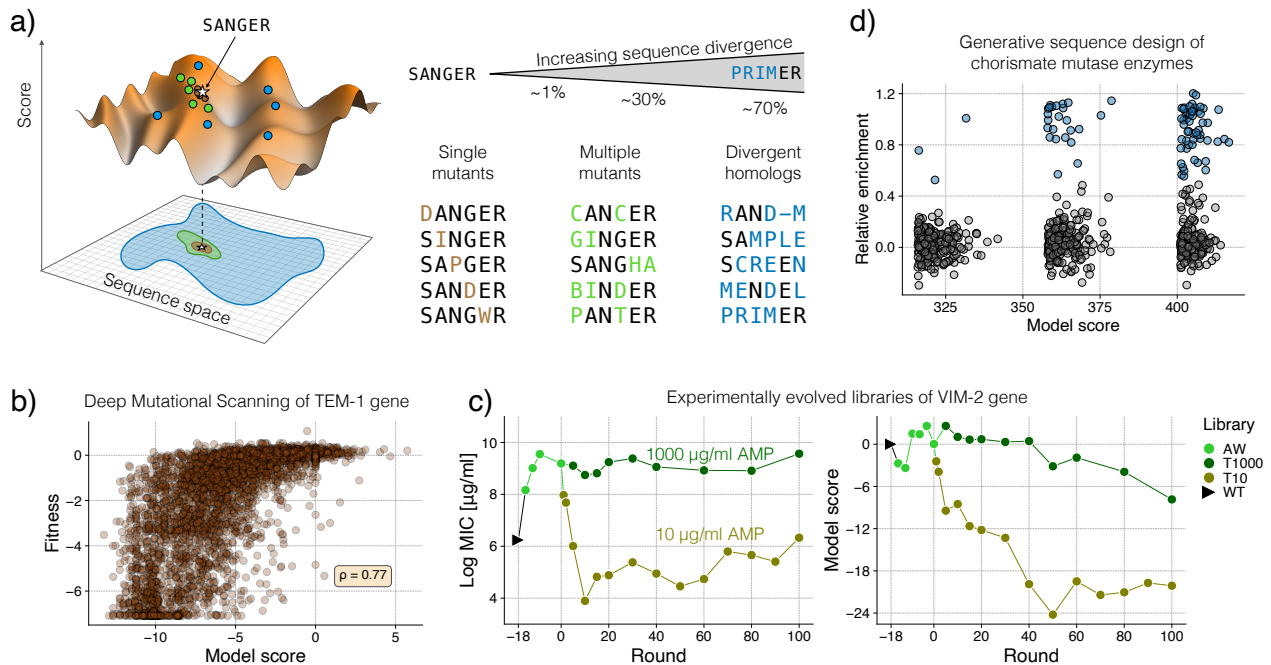 a)
SANGER
Score
Sequence space
Increasing sequence divergence
SANGER
PRIMER
~1%
~30%
~70%
Single
mutants
DANGER
SINGER
SAPGER
SANDER
SANGWR
Multiple
mutants
CANCER
GINGER
SANGHA
BINDER
PANTER
Divergent
homologs
RAND-M
SAMPLE
SCREEN
MENDEL
PRIMER
d)
Generative sequence design of
chorismate mutase enzymes
Relative enrichment
1.2
0.8
0.4
0.0
325
350
375
400
Model score
b)
Deep Mutational Scanning of TEM-1 gene
Fitness
0
−2
−4
−6
ρ = 0.77
−10
−5
0
5
Model score
c)
Experimentally evolved libraries of VIM-2 gene
Log MIC [µg/ml]
10
8
6
4
1000 µg/ml AMP
10 µg/ml AMP
−18
0
20
40
60
80
100
Round
Model score
0
−6
−12
−18
−24
−18
0
20
40
60
80
100
Round
Library
AW
T1000
T10
WT